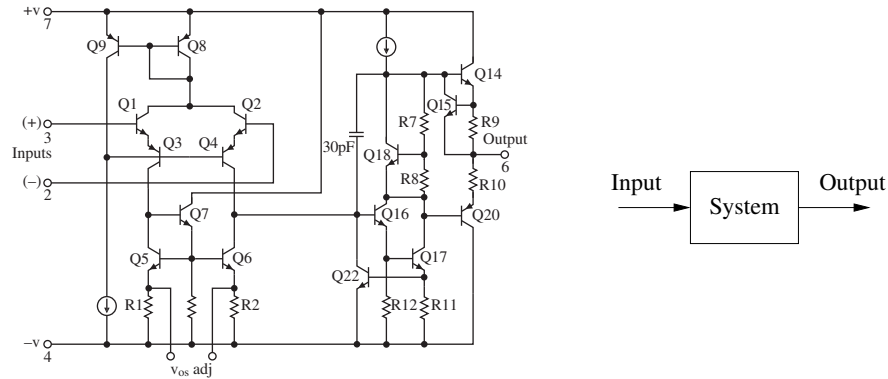 +v
7
Q9
Q8
Q14
Q1
Q2
Q15
(+)
3
R7
R9
Q3
Q4
30pF
Output
6
Inputs
Q18
(−)
2
R8
R10
Q7
Q16
Q20
Q5
Q6
Q17
Q22
R1
R2
R12
R11
−v
4
vos adj
Input
Output
System